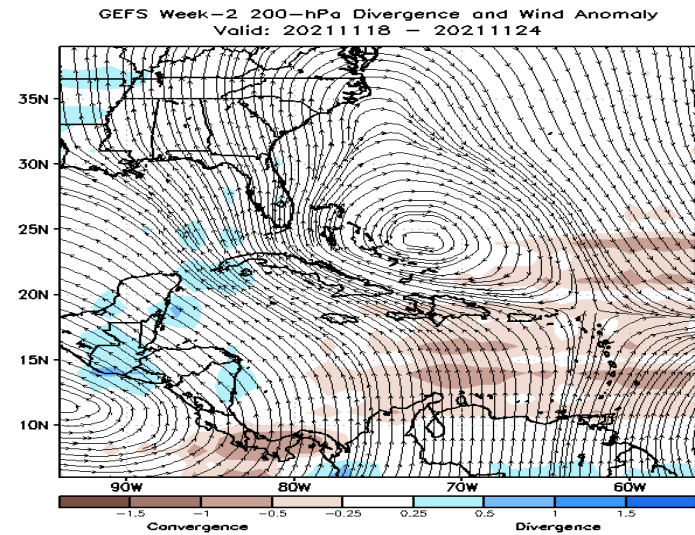 GEFS Week-2 200-hPa Divergence and Wind Anomaly
Valid: 20211118 - 20211124
35N
30N
25N
20N
15N
10N
90W 80W 70W 60W
-1.5 -1 -0.5 -0.25 0.25 0.5 1 1.5
Convergence Divergence